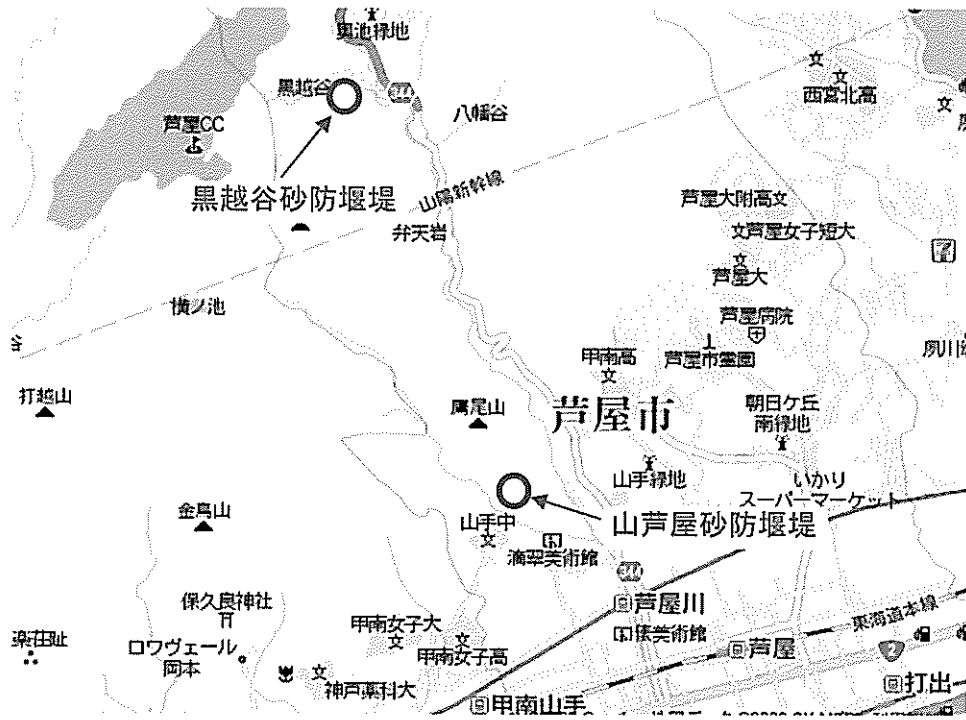 奥池緑地
黒越谷
344
八幡谷
西宮北高
芦屋CC
黒越谷砂防堰堤
山陽新幹線
弁天岩
芦屋大附高
芦屋女子短大
芦屋大
横ノ池
芦屋病院
甲南高
芦屋市霊園
夙川
谷
打越山
鷹尾山
芦屋市
朝日ケ丘
南緑地
山手緑地
いかり
スーパーマーケット
金鳥山
山手中
山芦屋砂防堰堤
滴翠美術館
344
保久良神社
芦屋川
東海道本線
甲南女子大
俵美術館
ロワヴェール
岡本
甲南女子高
芦屋
2
神戸薬科大
打出
甲南山手